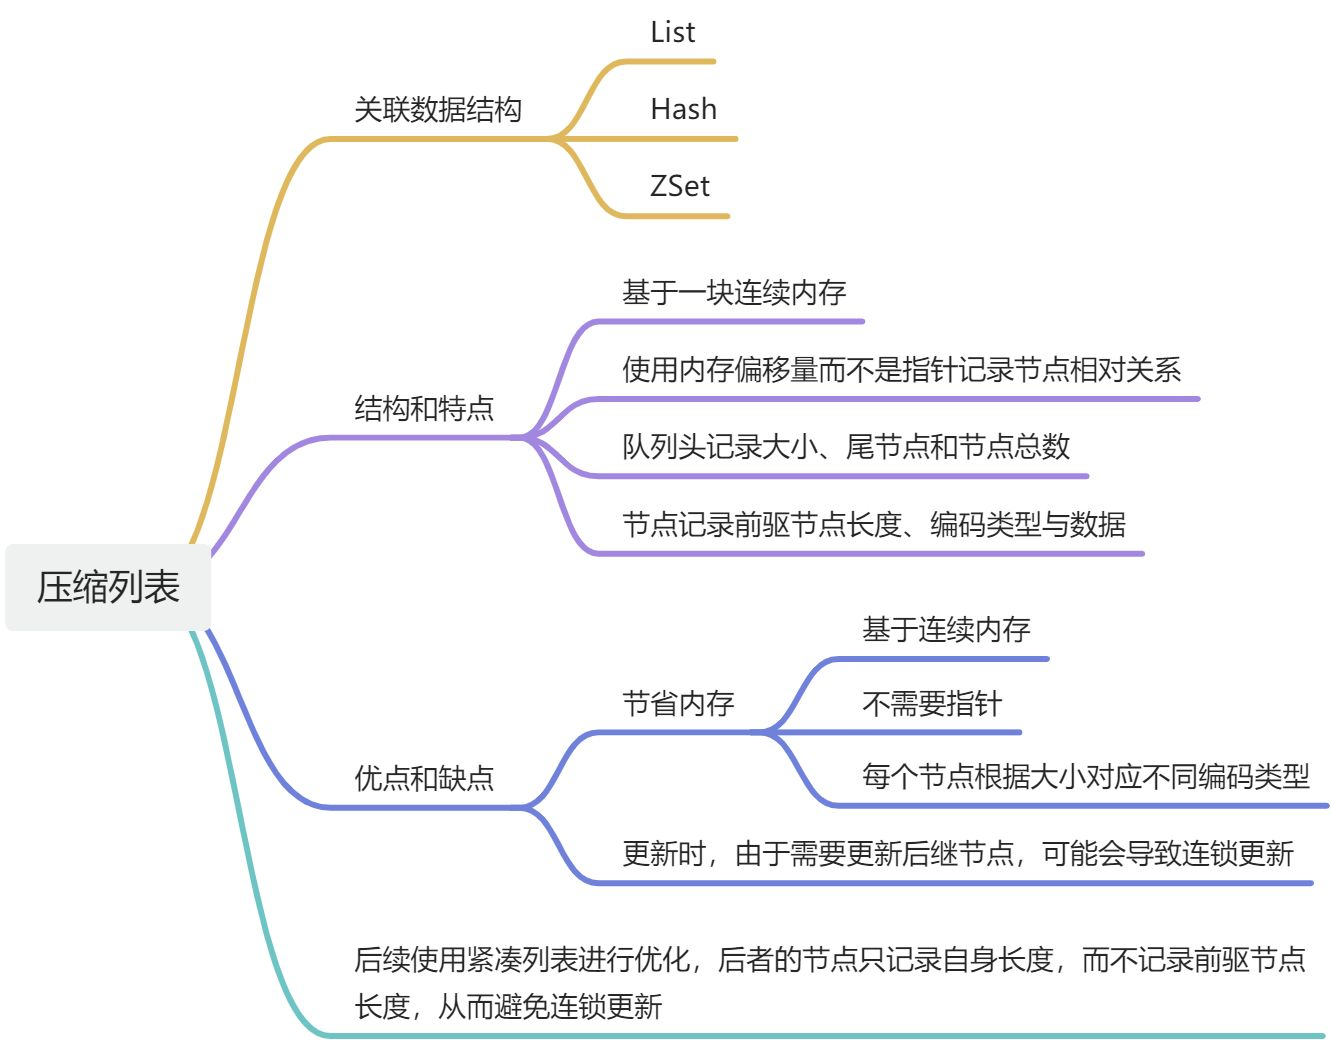 List
关联数据结构
Hash
ZSet
基于一块连续内存
使用内存偏移量而不是指针记录节点相对关系
结构和特点
队列头记录大小、尾节点和节点总数
节点记录前驱节点长度、编码类型与数据
压缩列表
基于连续内存
节省内存
不需要指针
优点和缺点
每个节点根据大小对应不同编码类型
更新时，由于需要更新后继节点，可能会导致连锁更新
后续使用紧凑列表进行优化，后者的节点只记录自身长度，而不记录前驱节点
长度，从而避免连锁更新